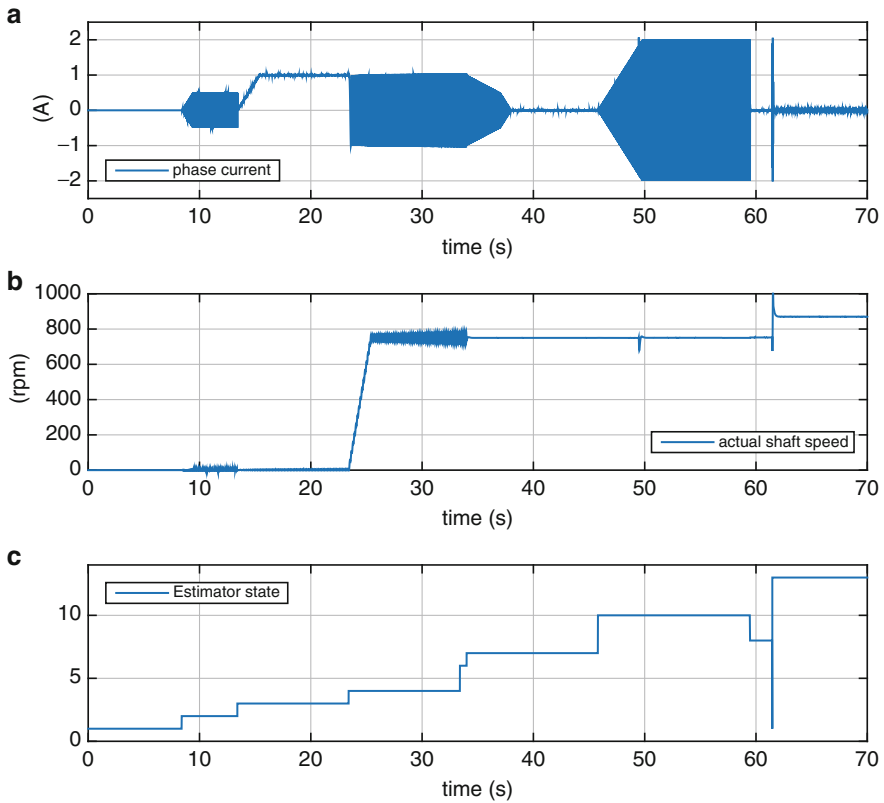 a
2
1
0
−1
−2
(A)
phase current
0 10 20 30 40 50 60 70
time (s)
b
1000
800
600
400
200
0
(rpm)
actual shaft speed
0 10 20 30 40 50 60 70
time (s)
c
10
5
0
Estimator state
0 10 20 30 40 50 60 70
time (s)